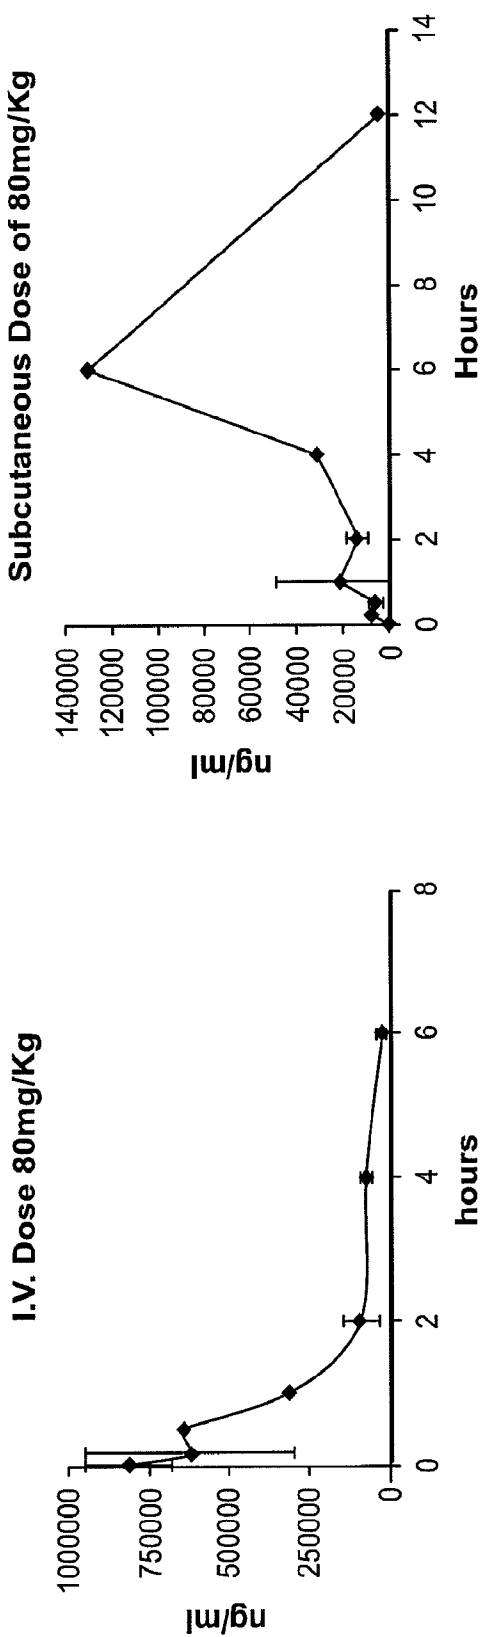 I.V. Dose 80mg/Kg
1000000
750000
500000
250000
0
ng/ml
0 2 4 6 8
hours
Subcutaneous Dose of 80mg/Kg
140000
120000
100000
80000
60000
40000
20000
0
ng/ml
0 2 4 6 8 10 12 14
Hours